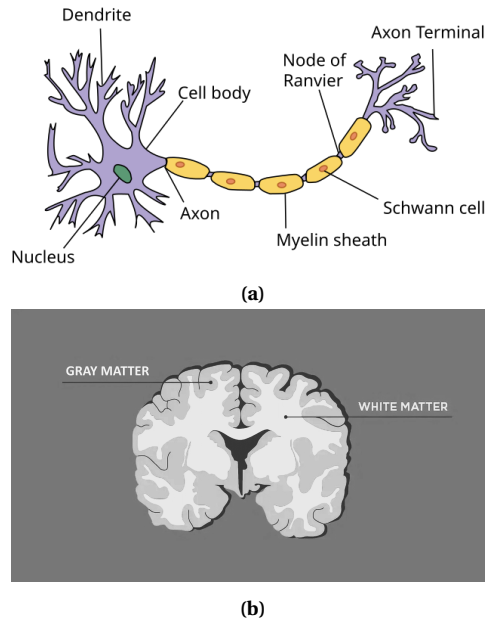 Dendrite
Axon Terminal
Node of
Ranvier
Cell body
Axon
Schwann cell
Myelin sheath
Nucleus
(a)
GRAY MATTER
WHITE MATTER
(b)